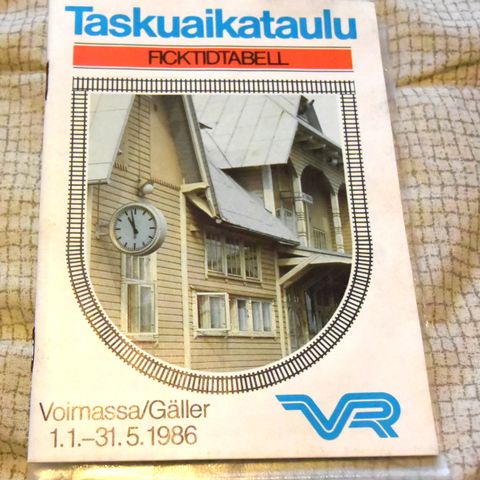 Taskuaikataulu
FICKTIDTABELL
Voimassa/Gäller
1.1.–31.5.1986
VR